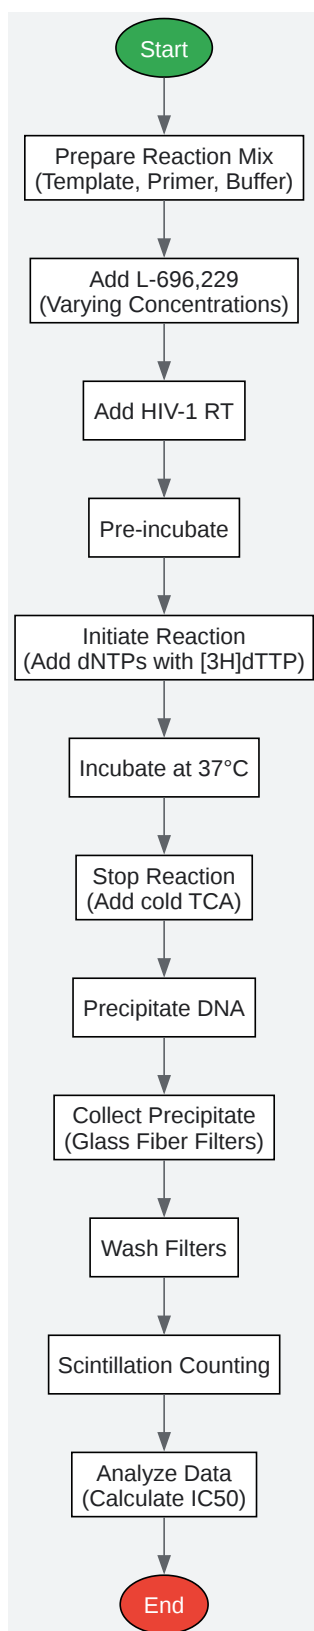 Start
Prepare Reaction Mix
(Template, Primer, Buffer)
Add L-696,229
(Varying Concentrations)
Add HIV-1 RT
Pre-incubate
Initiate Reaction
(Add dNTPs with [3H]dTTP)
Incubate at 37°C
Stop Reaction
(Add cold TCA)
Precipitate DNA
Collect Precipitate
(Glass Fiber Filters)
Wash Filters
Scintillation Counting
Analyze Data
(Calculate IC50)
End